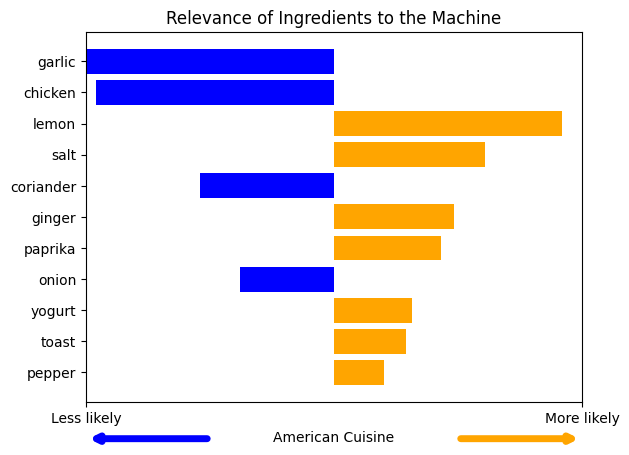 Relevance of Ingredients to the Machine
garlic
chicken
lemon
salt
coriander
ginger
paprika
onion
yogurt
toast
pepper
Less likely
More likely
American Cuisine